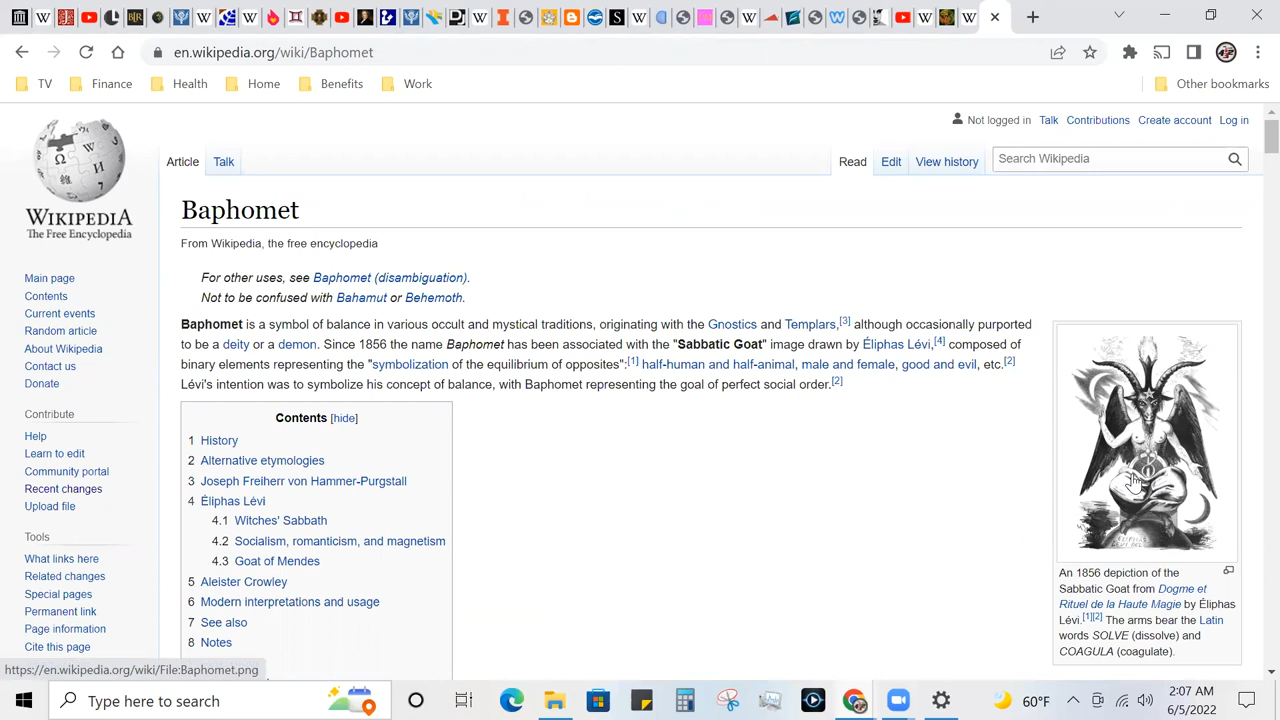 en.wikipedia.org/wiki/Baphomet
TV Finance Health Home Benefits Work Other bookmarks
Not logged in Talk Contributions Create account Log in
Article Talk Read Edit View history Search Wikipedia
WIKIPEDIA
The Free Encyclopedia
Main page
Contents
Current events
Random article
About Wikipedia
Contact us
Donate
Contribute
Help
Learn to edit
Community portal
Recent changes
Upload file
Tools
What links here
Related changes
Special pages
Permanent link
Page information
Cite this page
Baphomet
From Wikipedia, the free encyclopedia
For other uses, see Baphomet (disambiguation).
Not to be confused with Bahamut or Behemoth.
Baphomet is a symbol of balance in various occult and mystical traditions, originating with the Gnostics and Templars,[3] although occasionally purported
to be a deity or a demon. Since 1856 the name Baphomet has been associated with the "Sabbatic Goat" image drawn by Éliphas Lévi,[4] composed of
binary elements representing the "symbolization of the equilibrium of opposites":[1] half-human and half-animal, male and female, good and evil, etc.[2]
Lévi's intention was to symbolize his concept of balance, with Baphomet representing the goal of perfect social order.[2]
Contents [hide]
1 History
2 Alternative etymologies
3 Joseph Freiherr von Hammer-Purgstall
4 Éliphas Lévi
4.1 Witches' Sabbath
4.2 Socialism, romanticism, and magnetism
4.3 Goat of Mendes
5 Aleister Crowley
6 Modern interpretations and usage
7 See also
8 Notes
An 1856 depiction of the
Sabbatic Goat from Dogme et
Rituel de la Haute Magie by Éliphas
Lévi.[1][2] The arms bear the Latin
words SOLVE (dissolve) and
COAGULA (coagulate).
https://en.wikipedia.org/wiki/File:Baphomet.png
Type here to search
60°F
2:07 AM
6/5/2022